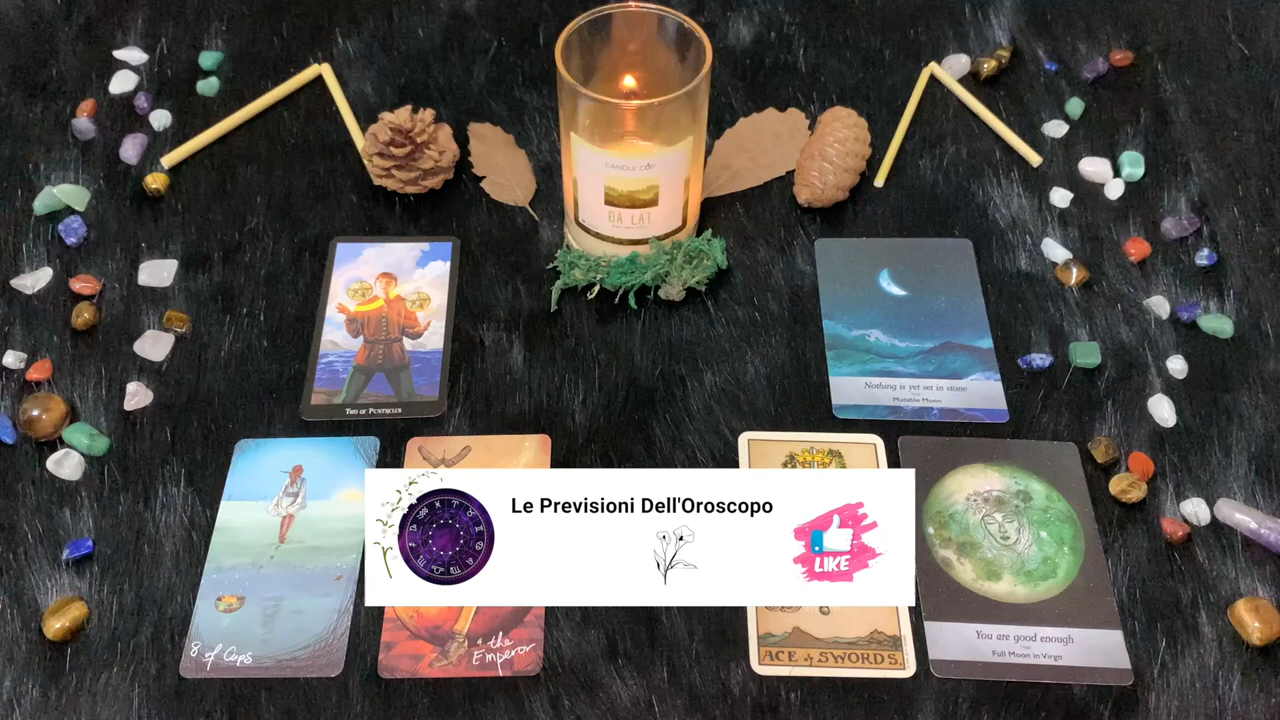 CANDLE CUP
ĐÀ LẠT
Two of Pentacles
Nothing is yet set in stone
Mutable Moon
Le Previsioni Dell'Oroscopo
LIKE
8 of Cups
4. the
Emperor
ACE of SWORDS.
You are good enough
Full Moon in Virgo